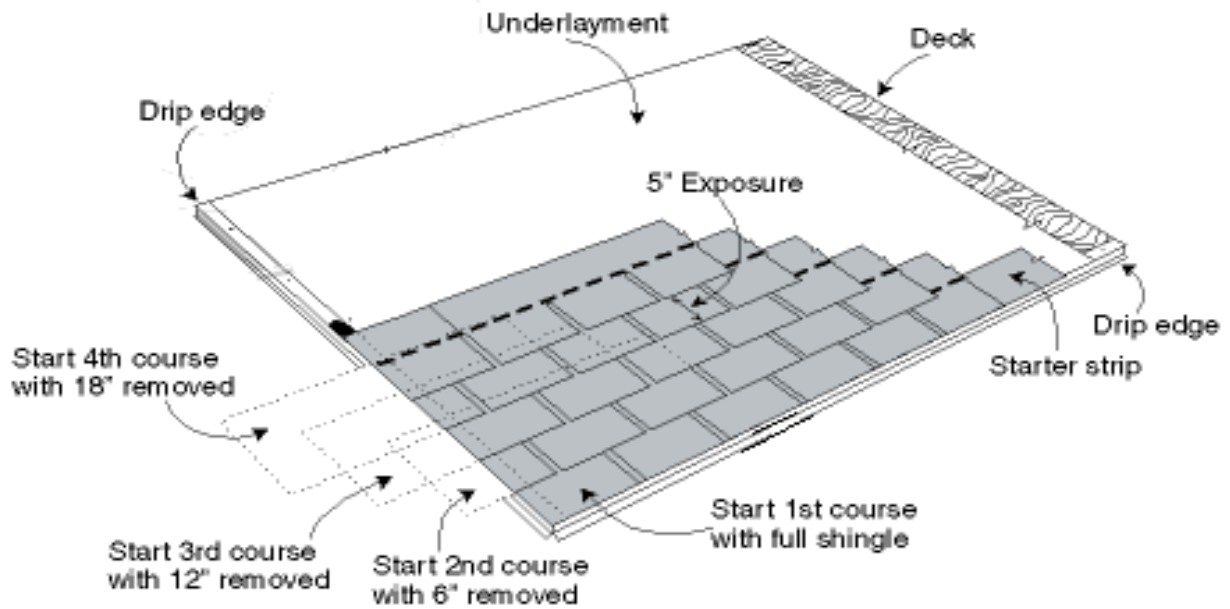 Underlayment
Deck
Drip edge
5" Exposure
Drip edge
Starter strip
Start 4th course
with 18" removed
Start 1st course
with full shingle
Start 3rd course
with 12" removed
Start 2nd course
with 6" removed